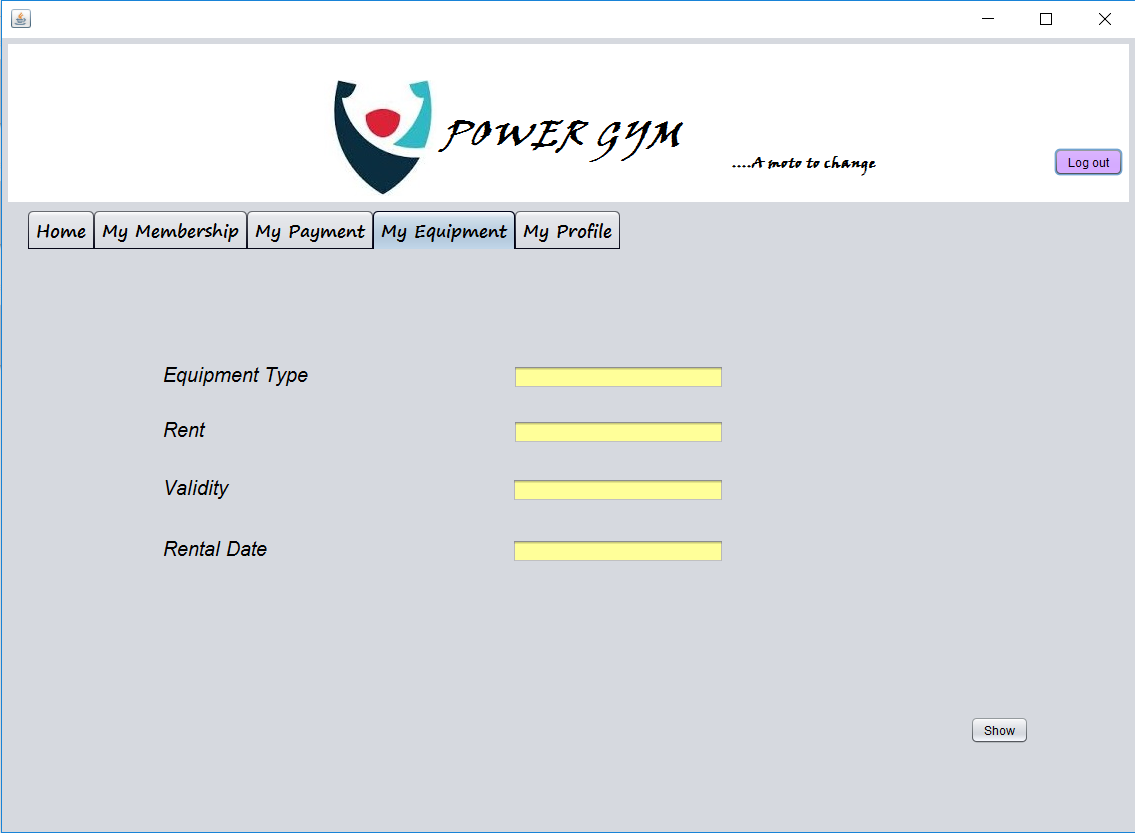 POWER GYM
....A moto to change
Log out
Home My Membership My Payment My Equipment My Profile
Equipment Type
Rent
Validity
Rental Date
Show